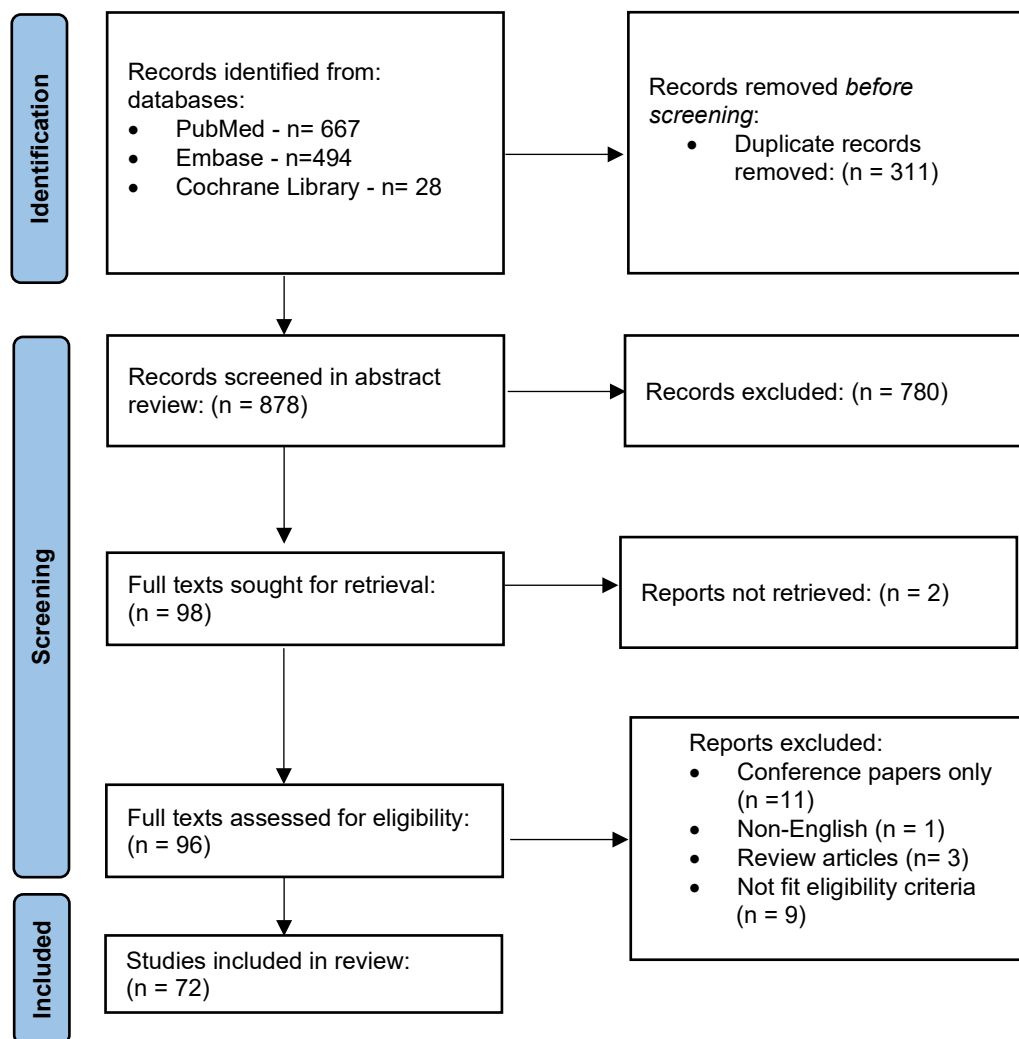 Identification
Records identified from:
databases:
• PubMed - n= 667
• Embase - n=494
• Cochrane Library - n= 28
Records removed before
screening:
• Duplicate records
removed: (n = 311)
Screening
Records screened in abstract
review: (n = 878)
Records excluded: (n = 780)
Full texts sought for retrieval:
(n = 98)
Reports not retrieved: (n = 2)
Full texts assessed for eligibility:
(n = 96)
Reports excluded:
• Conference papers only
(n =11)
• Non-English (n = 1)
• Review articles (n= 3)
• Not fit eligibility criteria
(n = 9)
Included
Studies included in review:
(n = 72)